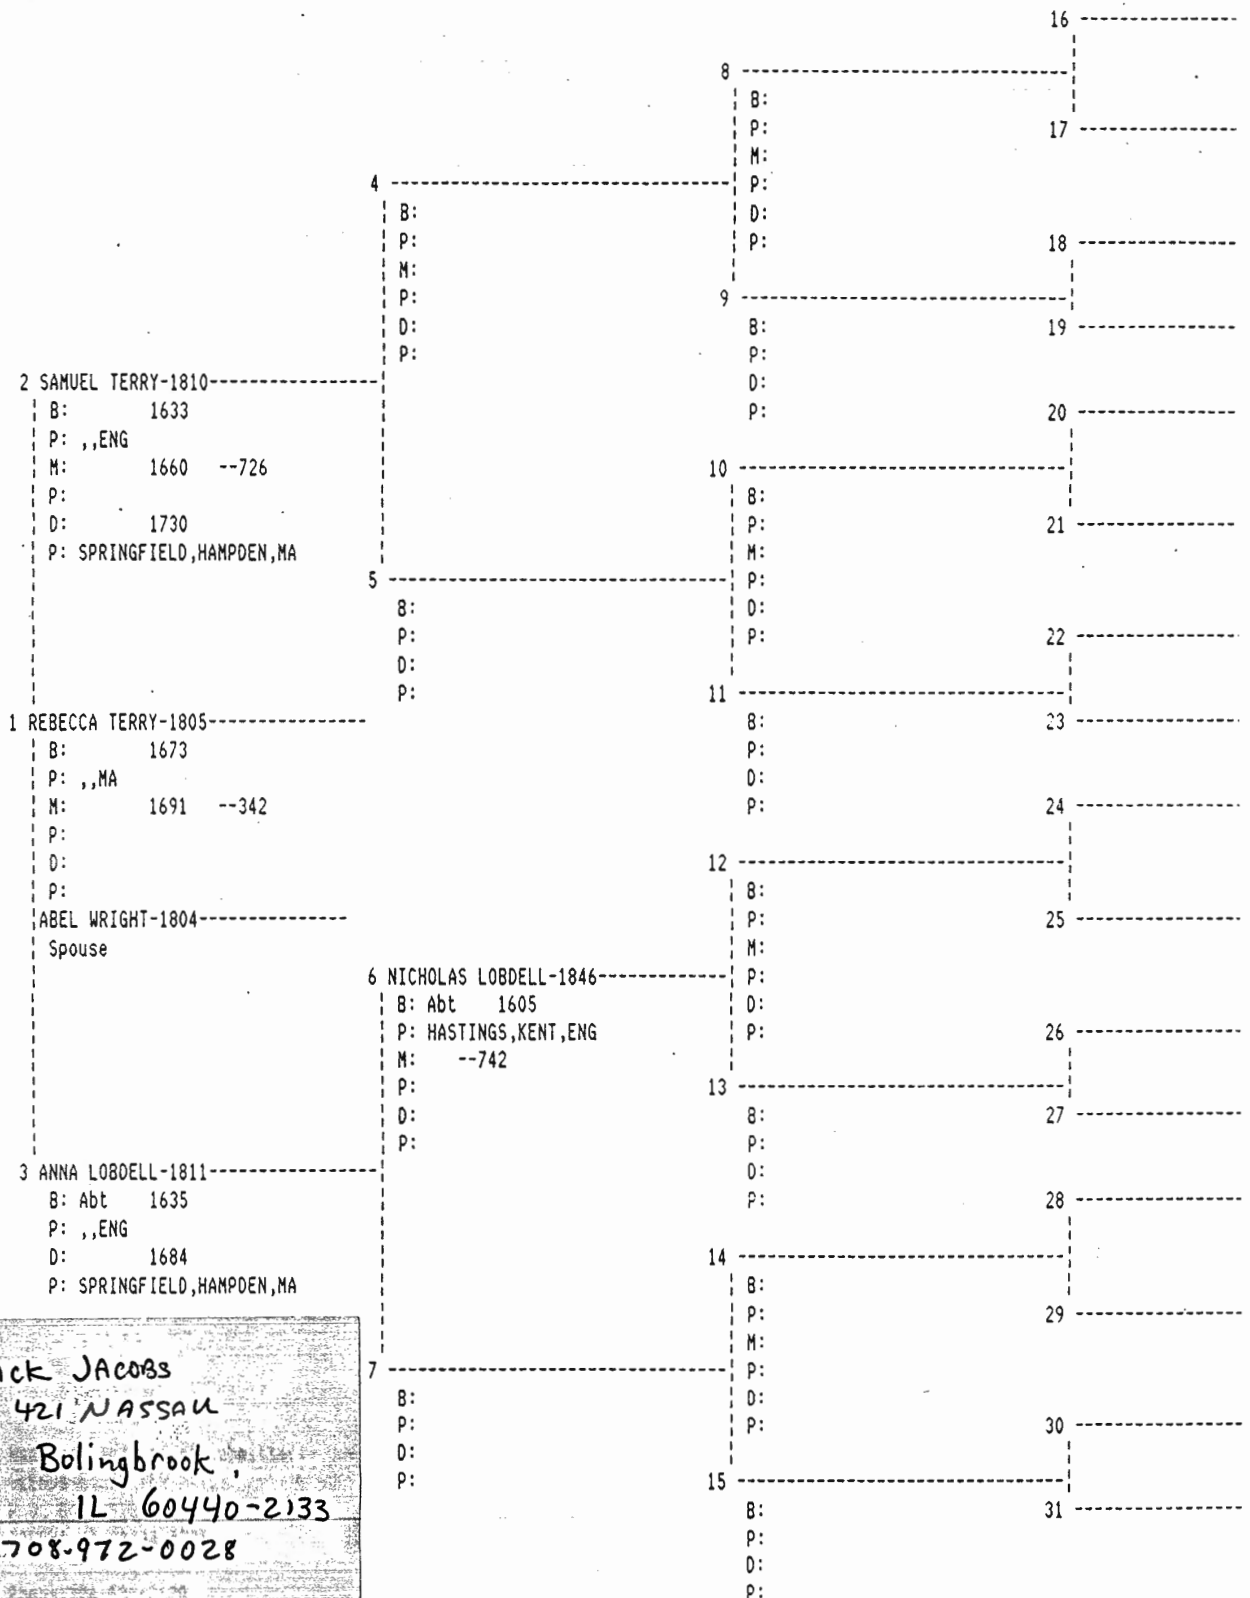 16
8
B:
P:
17
M:
4
P:
B:
D:
P:
P:
18
M:
P:
9
D:
B:
19
P:
P:
2 SAMUEL TERRY-1810
D:
B: 1633
P:
20
P: ,,ENG
M: 1660 --726
10
P:
B:
D: 1730
P:
21
P: SPRINGFIELD,HAMPDEN,MA
M:
5
P:
B:
D:
P:
P:
22
D:
P:
11
1 REBECCA TERRY-1805
B:
23
B: 1673
P:
P: ,,MA
D:
M: 1691 --342
P:
24
P:
D:
12
P:
B:
ABEL WRIGHT-1804
P:
25
Spouse
M:
6 NICHOLAS LOBDELL-1846
P:
B: Abt 1605
D:
P: HASTINGS,KENT,ENG
P:
26
M: --742
P:
13
D:
B:
27
P:
P:
3 ANNA LOBDELL-1811
D:
B: Abt 1635
P:
28
P: ,,ENG
D: 1684
14
P: SPRINGFIELD,HAMPDEN,MA
B:
P:
29
M:
7
P:
B:
D:
P:
P:
30
D:
P:
15
B:
31
P:
D:
P:
JACOBS
421 NASSAU
Bolingbrook,
IL 60440-2133
708-972-0028